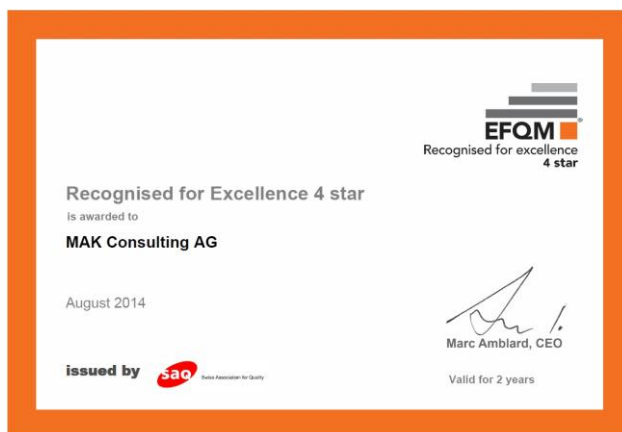 EFQM
Recognised for excellence
4 star
Recognised for Excellence 4 star
is awarded to
MAK Consulting AG
August 2014
Marc Amblard, CEO
issued by
saq
Swiss Association for Quality
Valid for 2 years